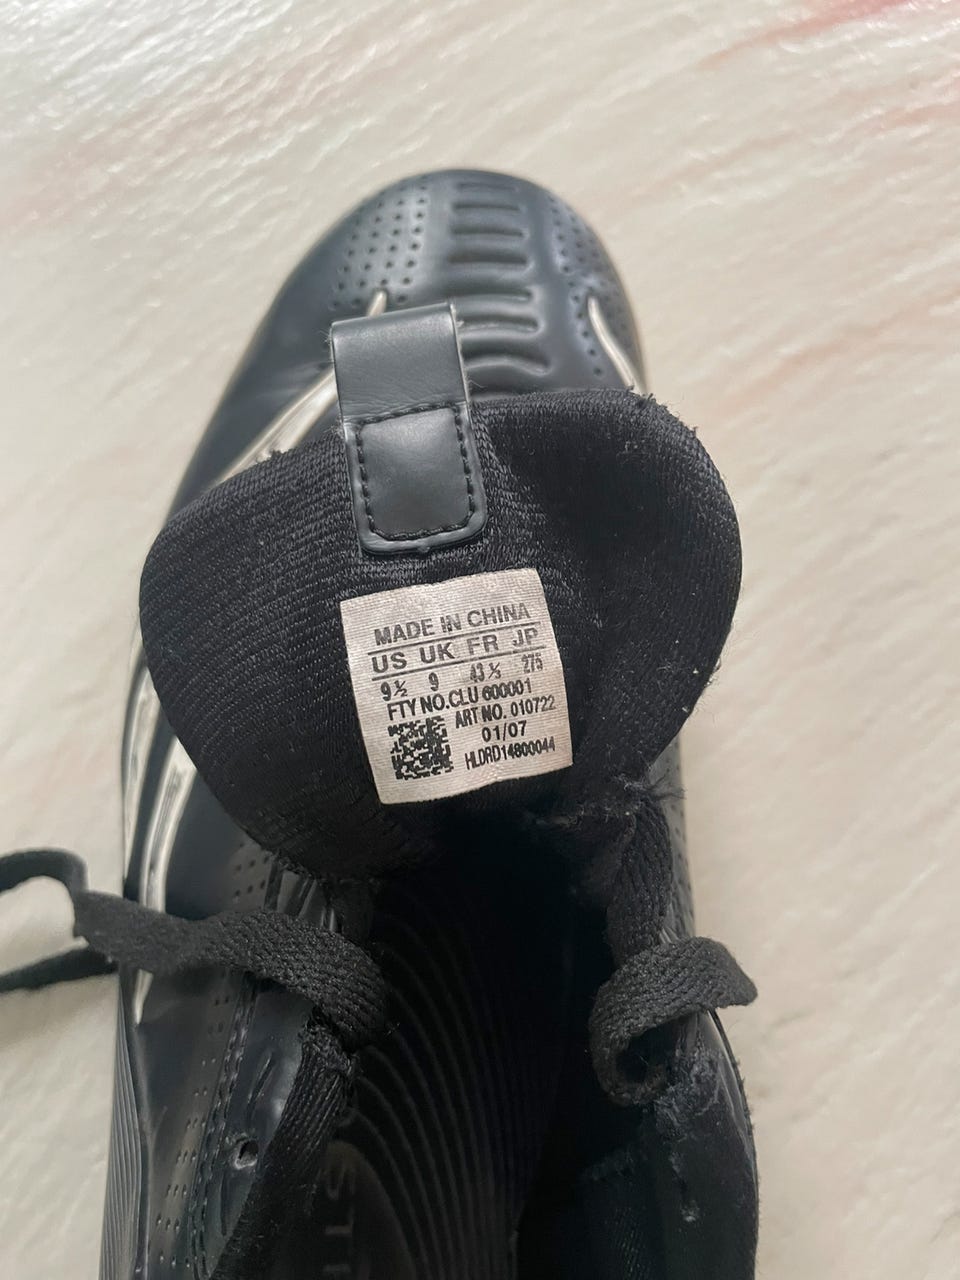 MADE IN CHINA
US UK FR JP
9½ 9 43⅓ 275
FTY NO.CLU 600001
ART NO. 010722
01/07
HLDRD14800044